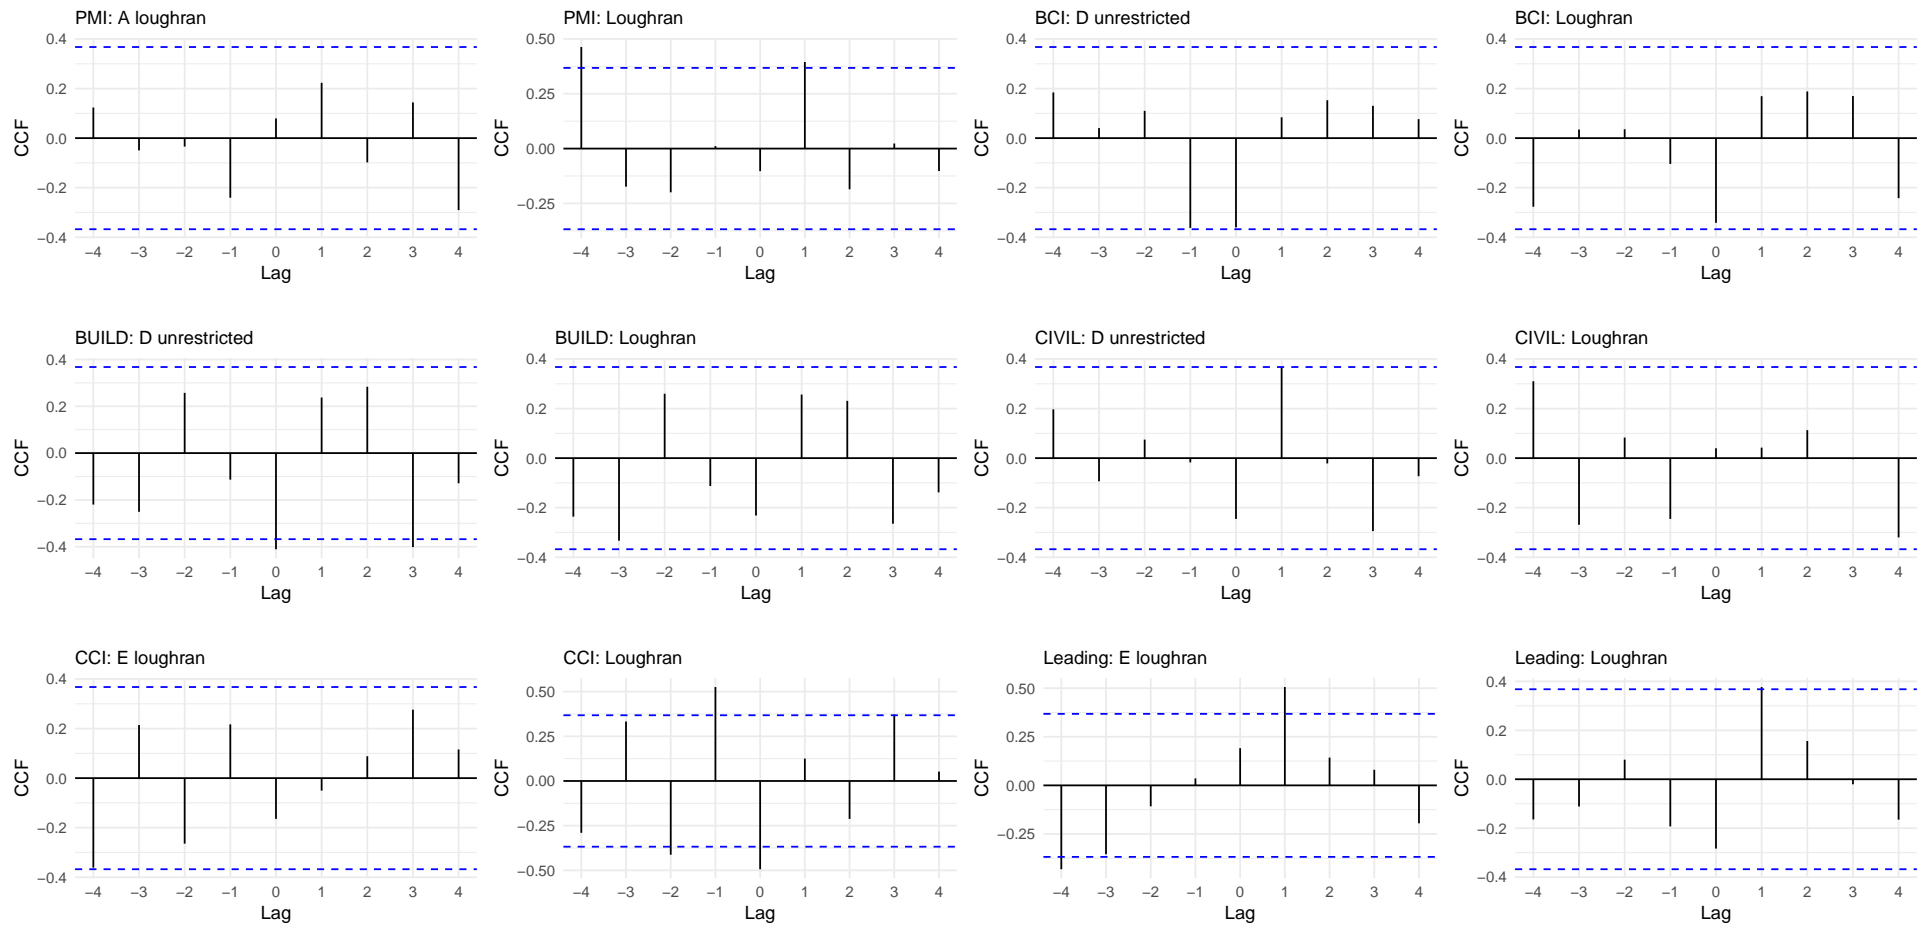 PMI: A loughran
CCF
0.4
0.2
0.0
−0.2
−0.4
−4 −3 −2 −1 0 1 2 3 4
Lag
PMI: Loughran
CCF
0.50
0.25
0.00
−0.25
−4 −3 −2 −1 0 1 2 3 4
Lag
BCI: D unrestricted
CCF
0.4
0.2
0.0
−0.2
−0.4
−4 −3 −2 −1 0 1 2 3 4
Lag
BCI: Loughran
CCF
0.4
0.2
0.0
−0.2
−0.4
−4 −3 −2 −1 0 1 2 3 4
Lag
BUILD: D unrestricted
CCF
0.4
0.2
0.0
−0.2
−0.4
−4 −3 −2 −1 0 1 2 3 4
Lag
BUILD: Loughran
CCF
0.4
0.2
0.0
−0.2
−0.4
−4 −3 −2 −1 0 1 2 3 4
Lag
CIVIL: D unrestricted
CCF
0.4
0.2
0.0
−0.2
−0.4
−4 −3 −2 −1 0 1 2 3 4
Lag
CIVIL: Loughran
CCF
0.4
0.2
0.0
−0.2
−0.4
−4 −3 −2 −1 0 1 2 3 4
Lag
CCI: E loughran
CCF
0.4
0.2
0.0
−0.2
−0.4
−4 −3 −2 −1 0 1 2 3 4
Lag
CCI: Loughran
CCF
0.50
0.25
0.00
−0.25
−0.50
−4 −3 −2 −1 0 1 2 3 4
Lag
Leading: E loughran
CCF
0.50
0.25
0.00
−0.25
−4 −3 −2 −1 0 1 2 3 4
Lag
Leading: Loughran
CCF
0.4
0.2
0.0
−0.2
−0.4
−4 −3 −2 −1 0 1 2 3 4
Lag